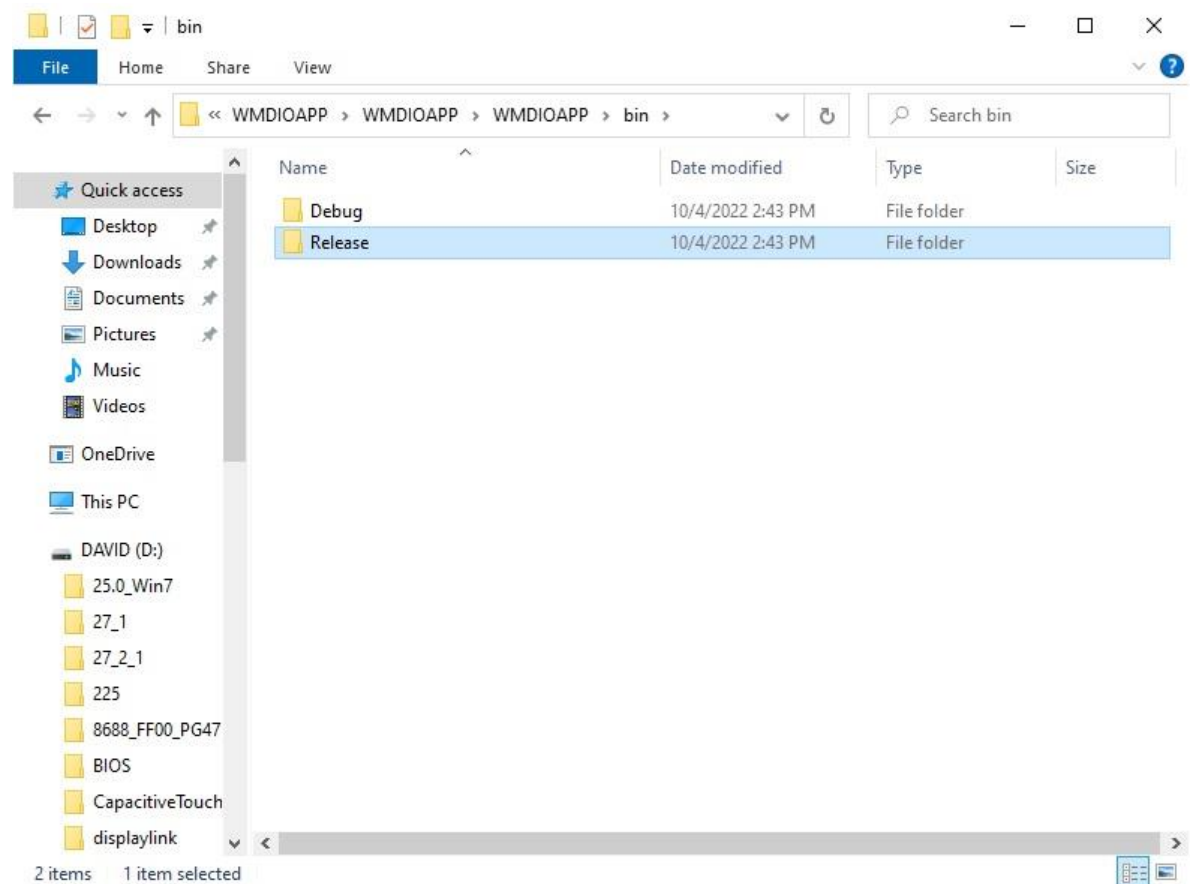 bin
File Home Share View
« WMDIOAPP › WMDIOAPP › WMDIOAPP › bin › Search bin
Name Date modified Type Size
Quick access
Debug 10/4/2022 2:43 PM File folder
Desktop
Release 10/4/2022 2:43 PM File folder
Downloads
Documents
Pictures
Music
Videos
OneDrive
This PC
DAVID (D:)
25.0_Win7
27_1
27_2_1
225
8688_FF00_PG47
BIOS
CapacitiveTouch
displaylink
2 items 1 item selected